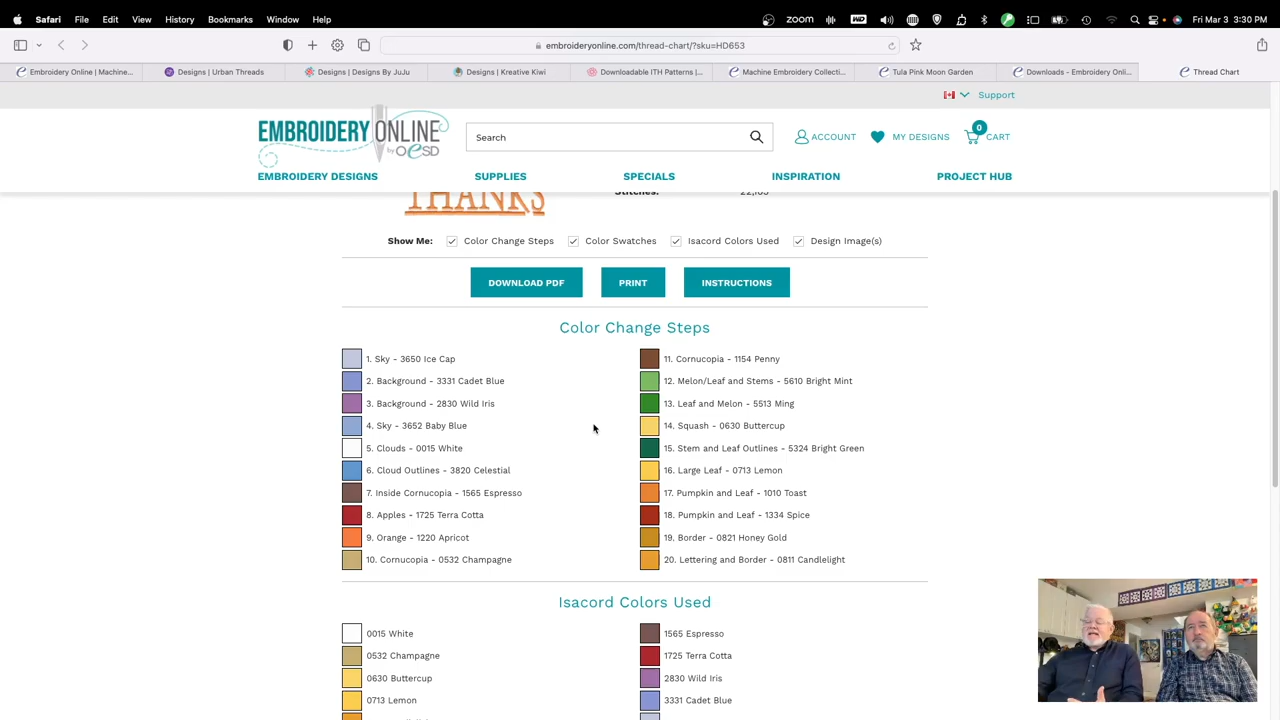 Safari File Edit View History Bookmarks Window Help zoom WD Fri Mar 3 3:30 PM
embroideryonline.com/thread-chart/?sku=HD653
Embroidery Online | Machine... Designs | Urban Threads Designs | Designs By JuJu Designs | Kreative Kiwi Downloadable ITH Patterns |... Machine Embroidery Collecti... Tula Pink Moon Garden Downloads - Embroidery Onli... Thread Chart
Support
EMBROIDERY ONLINE
by OESD
Search
ACCOUNT MY DESIGNS 0 CART
EMBROIDERY DESIGNS SUPPLIES SPECIALS INSPIRATION PROJECT HUB
THANKS
Stitches:
Show Me: Color Change Steps Color Swatches Isacord Colors Used Design Image(s)
DOWNLOAD PDF PRINT INSTRUCTIONS
Color Change Steps
1. Sky - 3650 Ice Cap
2. Background - 3331 Cadet Blue
3. Background - 2830 Wild Iris
4. Sky - 3652 Baby Blue
5. Clouds - 0015 White
6. Cloud Outlines - 3820 Celestial
7. Inside Cornucopia - 1565 Espresso
8. Apples - 1725 Terra Cotta
9. Orange - 1220 Apricot
10. Cornucopia - 0532 Champagne
11. Cornucopia - 1154 Penny
12. Melon/Leaf and Stems - 5610 Bright Mint
13. Leaf and Melon - 5513 Ming
14. Squash - 0630 Buttercup
15. Stem and Leaf Outlines - 5324 Bright Green
16. Large Leaf - 0713 Lemon
17. Pumpkin and Leaf - 1010 Toast
18. Pumpkin and Leaf - 1334 Spice
19. Border - 0821 Honey Gold
20. Lettering and Border - 0811 Candlelight
Isacord Colors Used
0015 White
0532 Champagne
0630 Buttercup
0713 Lemon
1565 Espresso
1725 Terra Cotta
2830 Wild Iris
3331 Cadet Blue